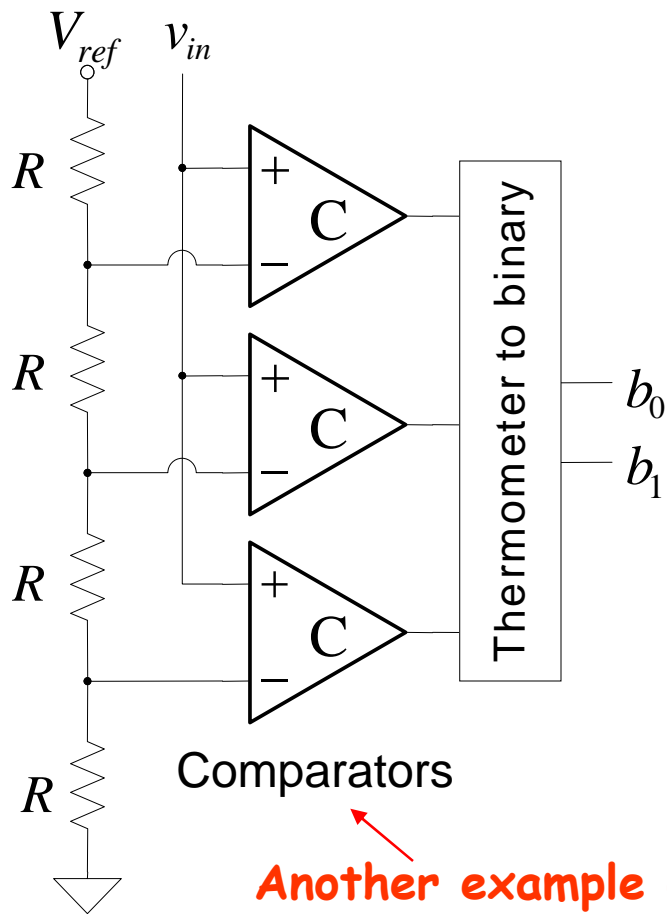 V_ref v_in
R
+
C
−
R
+
C
−
R
+
C
−
R
Thermometer to binary
b_0
b_1
Comparators
Another example